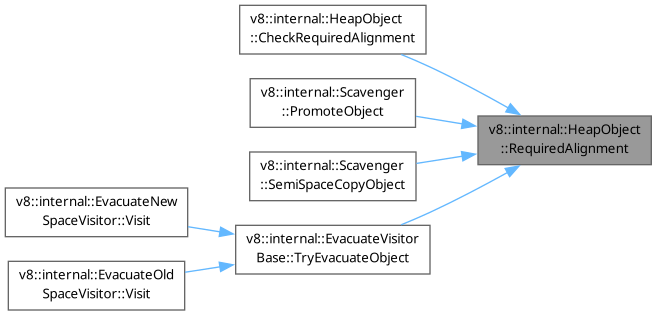 v8::internal::HeapObject
::CheckRequiredAlignment
v8::internal::Scavenger
::PromoteObject
v8::internal::HeapObject
::RequiredAlignment
v8::internal::Scavenger
::SemiSpaceCopyObject
v8::internal::EvacuateNew
SpaceVisitor::Visit
v8::internal::EvacuateVisitor
Base::TryEvacuateObject
v8::internal::EvacuateOld
SpaceVisitor::Visit